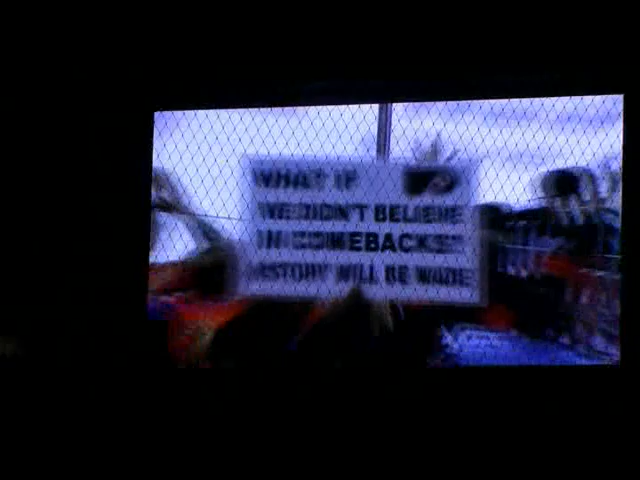 WHAT IF
WE DIDN'T BELIEVE
IN COMEBACKS?
HISTORY WILL BE MADE